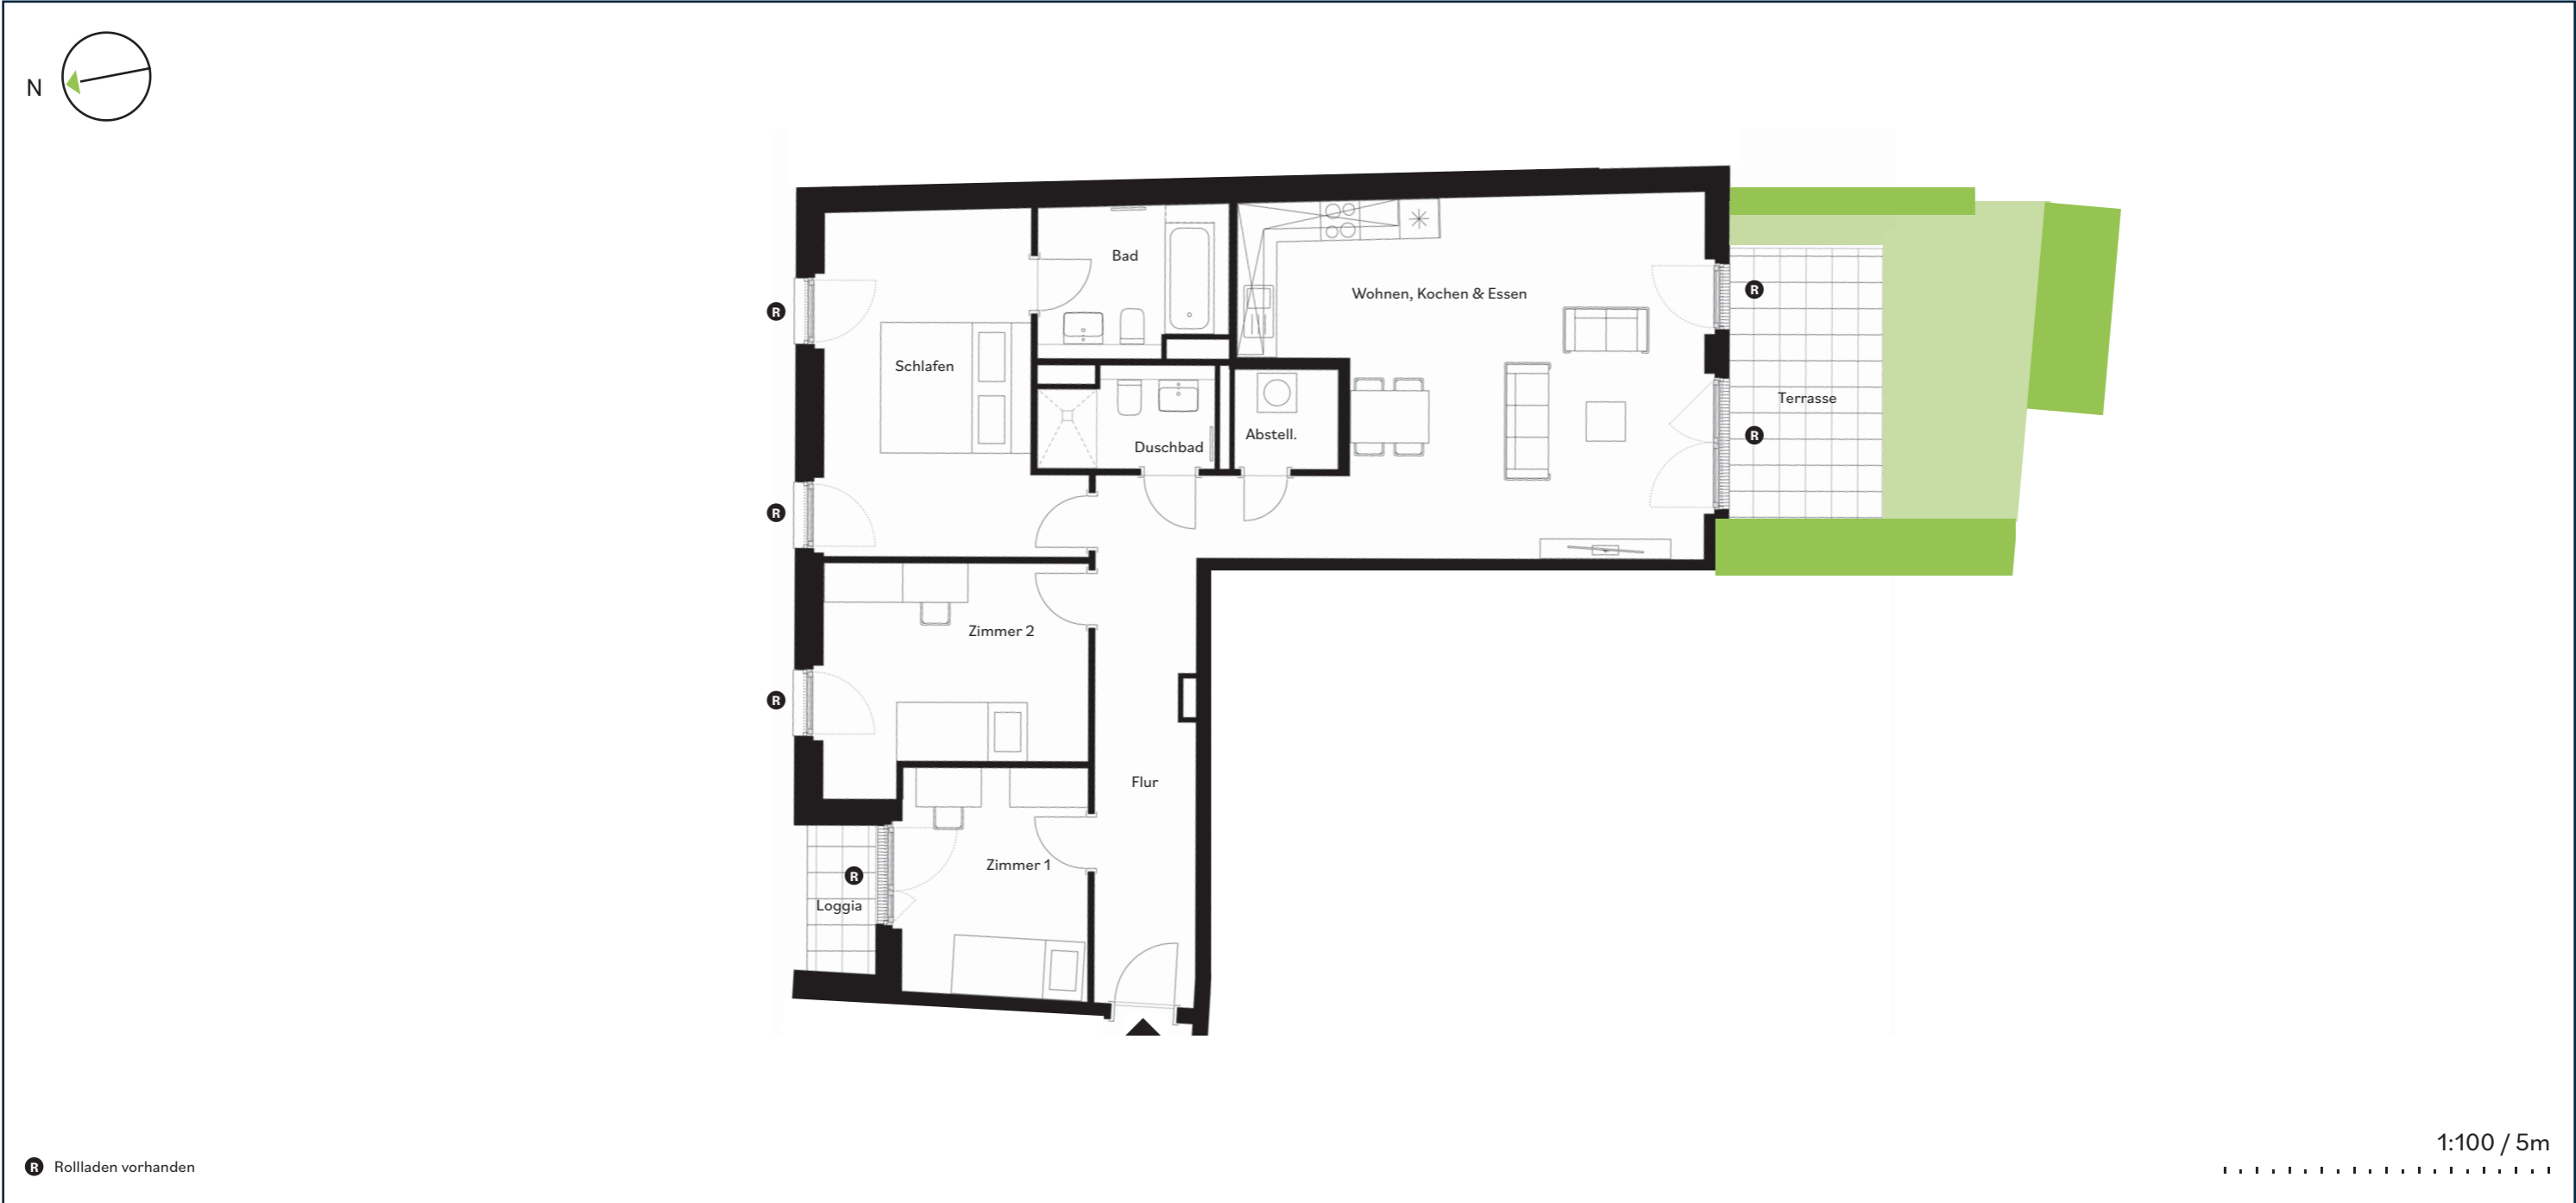 N
Bad
Wohnen, Kochen & Essen
R
R
Schlafen
Terrasse
R
Duschbad
Abstell.
R
Zimmer 2
R
Flur
Zimmer 1
R
Loggia
1:100 / 5m
R Rollladen vorhanden